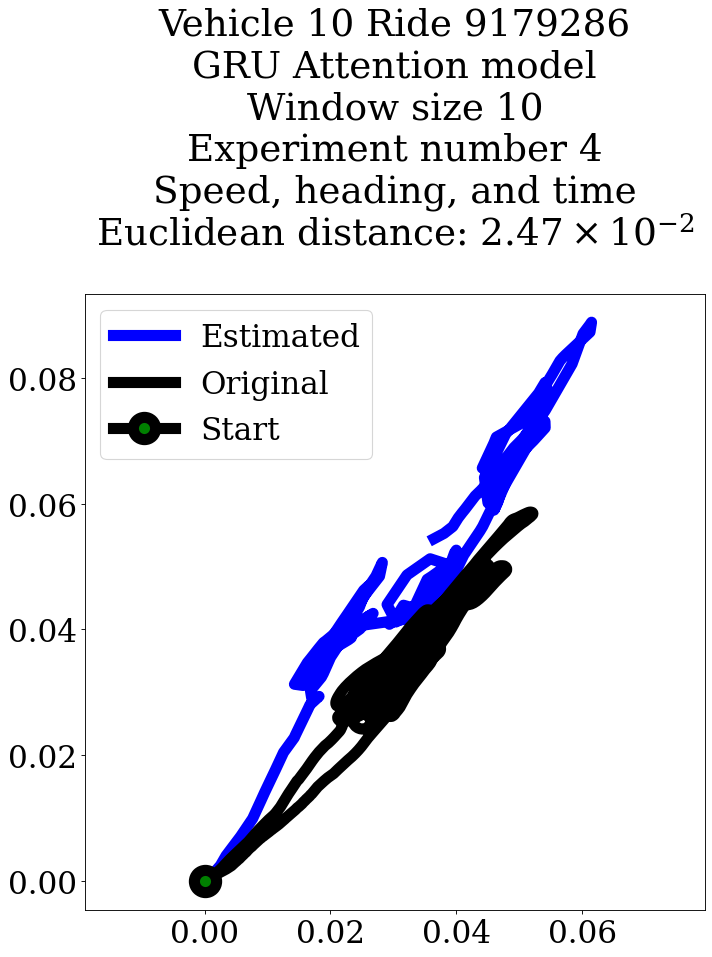 Vehicle 10 Ride 9179286
GRU Attention model
Window size 10
Experiment number 4
Speed, heading, and time
Euclidean distance: 2.47 × 10⁻²
Estimated
Original
Start
0.08
0.06
0.04
0.02
0.00
0.00 0.02 0.04 0.06